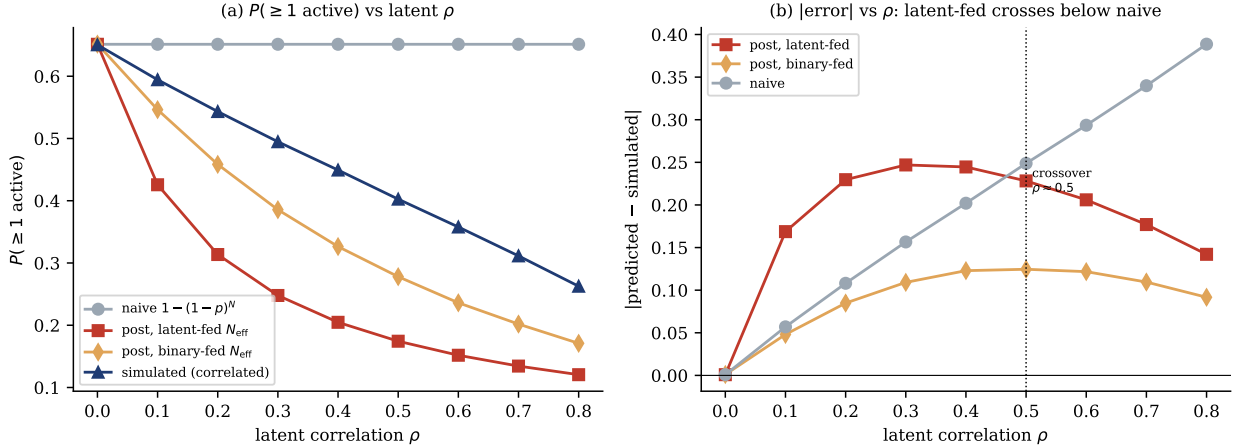 (a) P(≥1 active) vs latent ρ
P(≥1 active)
0.6
0.5
0.4
0.3
0.2
0.1
naive 1−(1−p)^N
post, latent-fed N_eff
post, binary-fed N_eff
simulated (correlated)
0.0 0.1 0.2 0.3 0.4 0.5 0.6 0.7 0.8
latent correlation ρ
(b) |error| vs ρ: latent-fed crosses below naive
|predicted − simulated|
0.40
0.35
0.30
0.25
0.20
0.15
0.10
0.05
0.00
post, latent-fed
post, binary-fed
naive
crossover
ρ≈0.5
0.0 0.1 0.2 0.3 0.4 0.5 0.6 0.7 0.8
latent correlation ρ